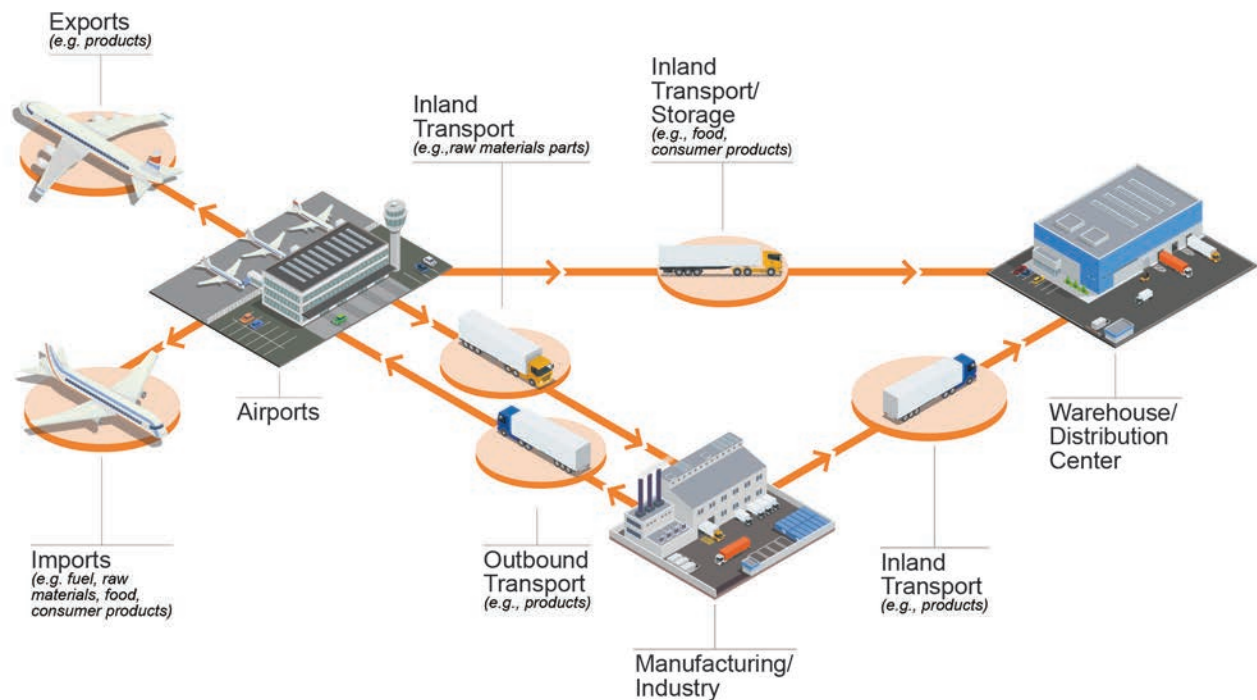 Exports
(e.g. products)
Inland
Transport
(e.g.,raw materials parts)
Inland
Transport/
Storage
(e.g., food,
consumer products)
Airports
Warehouse/
Distribution
Center
Imports
(e.g. fuel, raw
materials, food,
consumer products)
Outbound
Transport
(e.g., products)
Inland
Transport
(e.g., products)
Manufacturing/
Industry